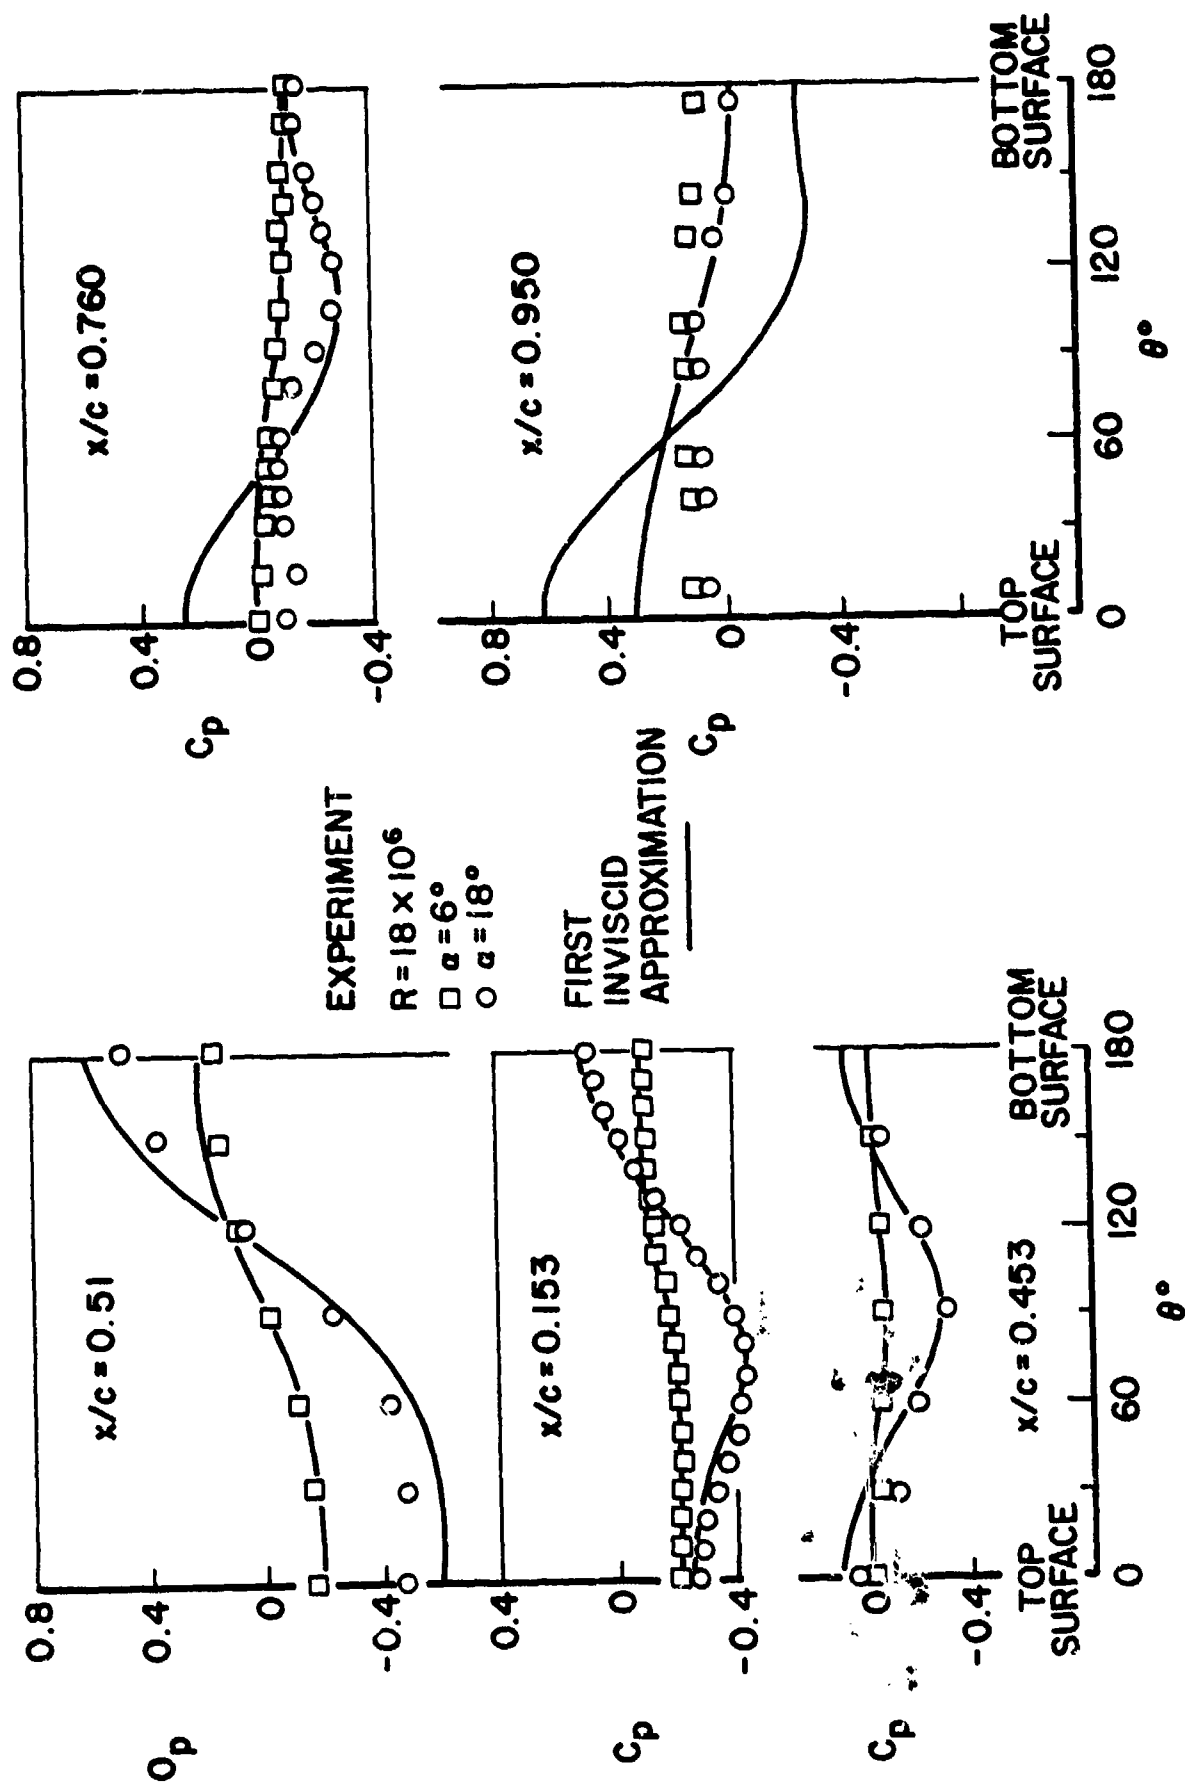 0.8
0.4
0
-0.4
Op
x/c = 0.51
0.4
0
-0.4
Cp
x/c = 0.153
0
-0.4
Cp
x/c = 0.453
0
60
120
180
TOP
SURFACE
BOTTOM
SURFACE
θ°
EXPERIMENT
R = 18 × 10⁶
□ α = 6°
○ α = 18°
FIRST
INVISCID
APPROXIMATION
0.8
0.4
0
-0.4
Cp
x/c = 0.760
0.8
0.4
0
-0.4
Cp
x/c = 0.950
0
60
120
180
TOP
SURFACE
BOTTOM
SURFACE
θ°